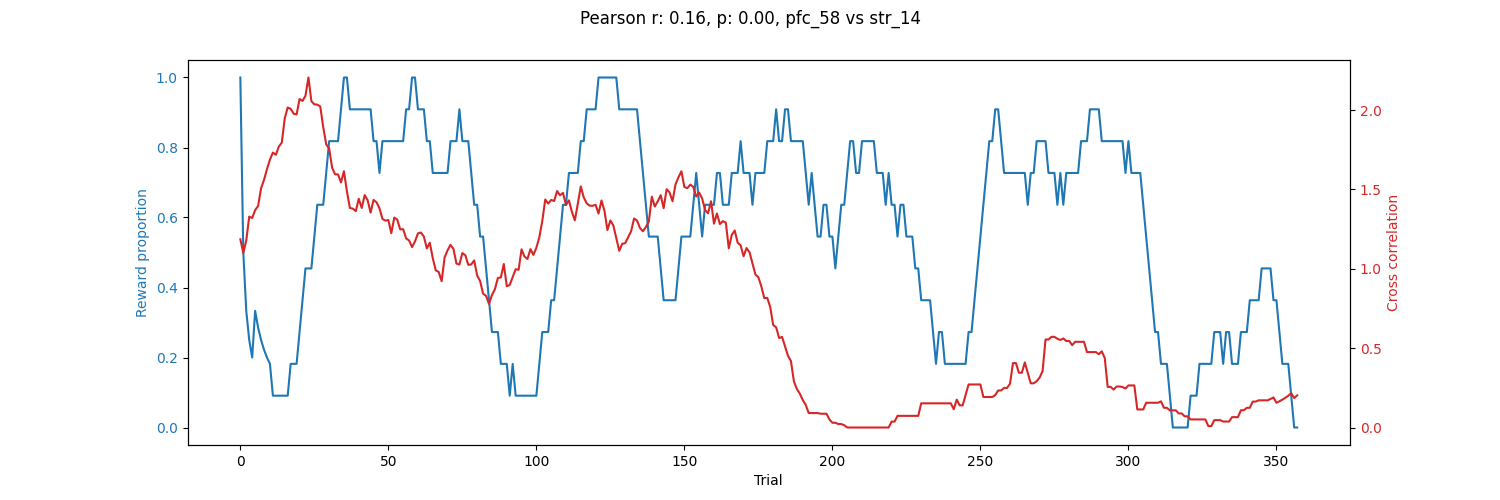 Pearson r: 0.16, p: 0.00, pfc_58 vs str_14
Reward proportion
1.0
0.8
0.6
0.4
0.2
0.0
2.0
1.5
1.0
0.5
0.0
Cross correlation
0 50 100 150 200 250 300 350
Trial